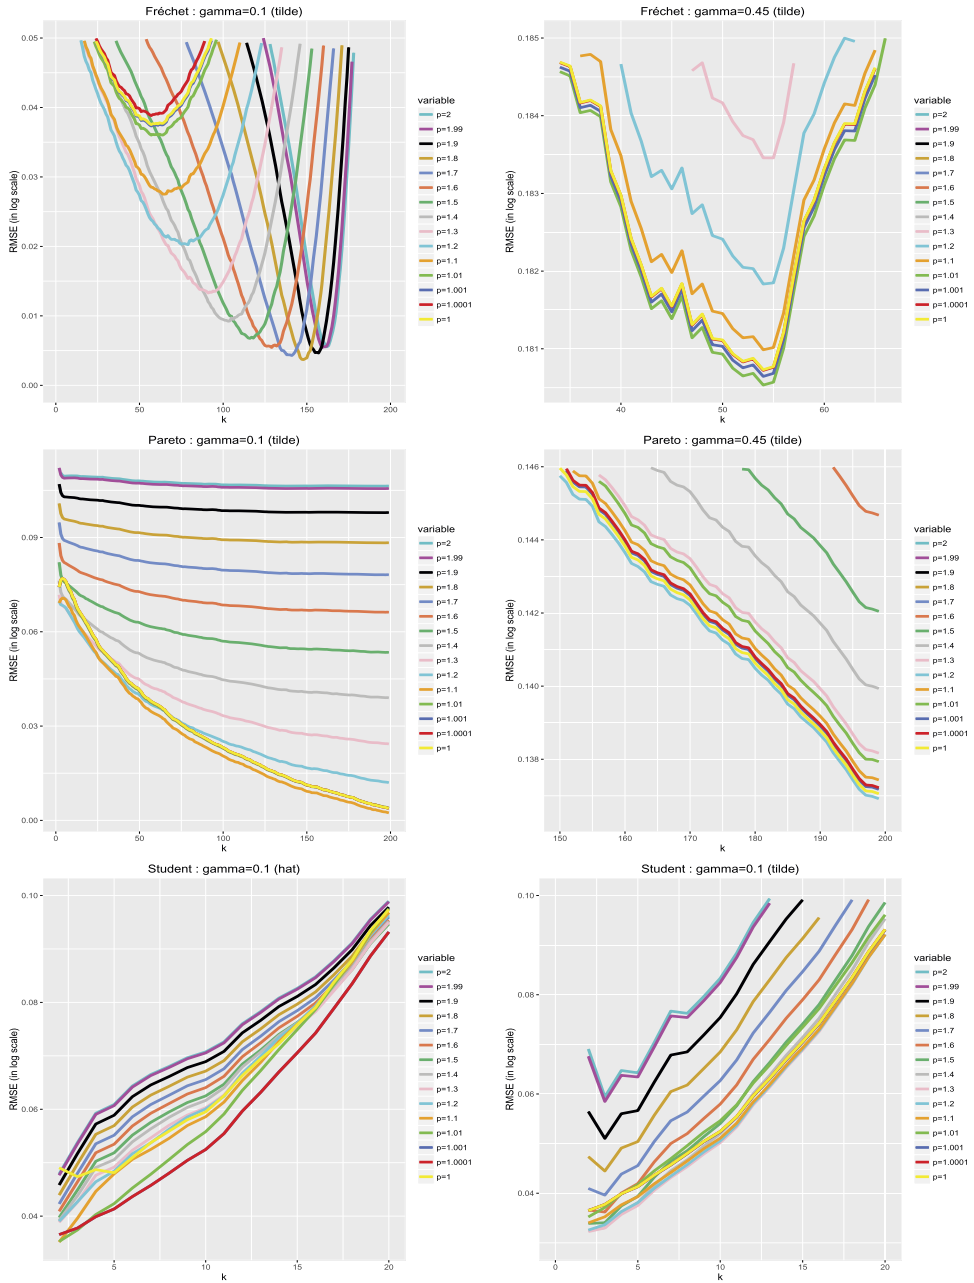 Fréchet : gamma=0.1 (tilde)
RMSE (in log scale)
0.05
0.04
0.03
0.02
0.01
0.00
0 50 100 150 200
k
variable
p=2
p=1.99
p=1.9
p=1.8
p=1.7
p=1.6
p=1.5
p=1.4
p=1.3
p=1.2
p=1.1
p=1.01
p=1.001
p=1.0001
p=1
Fréchet : gamma=0.45 (tilde)
RMSE (in log scale)
0.185
0.184
0.183
0.182
0.181
40 50 60
k
variable
p=2
p=1.99
p=1.9
p=1.8
p=1.7
p=1.6
p=1.5
p=1.4
p=1.3
p=1.2
p=1.1
p=1.01
p=1.001
p=1.0001
p=1
Pareto : gamma=0.1 (tilde)
RMSE (in log scale)
0.09
0.06
0.03
0.00
0 50 100 150 200
k
variable
p=2
p=1.99
p=1.9
p=1.8
p=1.7
p=1.6
p=1.5
p=1.4
p=1.3
p=1.2
p=1.1
p=1.01
p=1.001
p=1.0001
p=1
Pareto : gamma=0.45 (tilde)
RMSE (in log scale)
0.146
0.144
0.142
0.140
0.138
150 160 170 180 190 200
k
variable
p=2
p=1.99
p=1.9
p=1.8
p=1.7
p=1.6
p=1.5
p=1.4
p=1.3
p=1.2
p=1.1
p=1.01
p=1.001
p=1.0001
p=1
Student : gamma=0.1 (hat)
RMSE (in log scale)
0.10
0.08
0.06
0.04
5 10 15 20
k
variable
p=2
p=1.99
p=1.9
p=1.8
p=1.7
p=1.6
p=1.5
p=1.4
p=1.3
p=1.2
p=1.1
p=1.01
p=1.001
p=1.0001
p=1
Student : gamma=0.1 (tilde)
RMSE (in log scale)
0.10
0.08
0.06
0.04
0 5 10 15 20
k
variable
p=2
p=1.99
p=1.9
p=1.8
p=1.7
p=1.6
p=1.5
p=1.4
p=1.3
p=1.2
p=1.1
p=1.01
p=1.001
p=1.0001
p=1